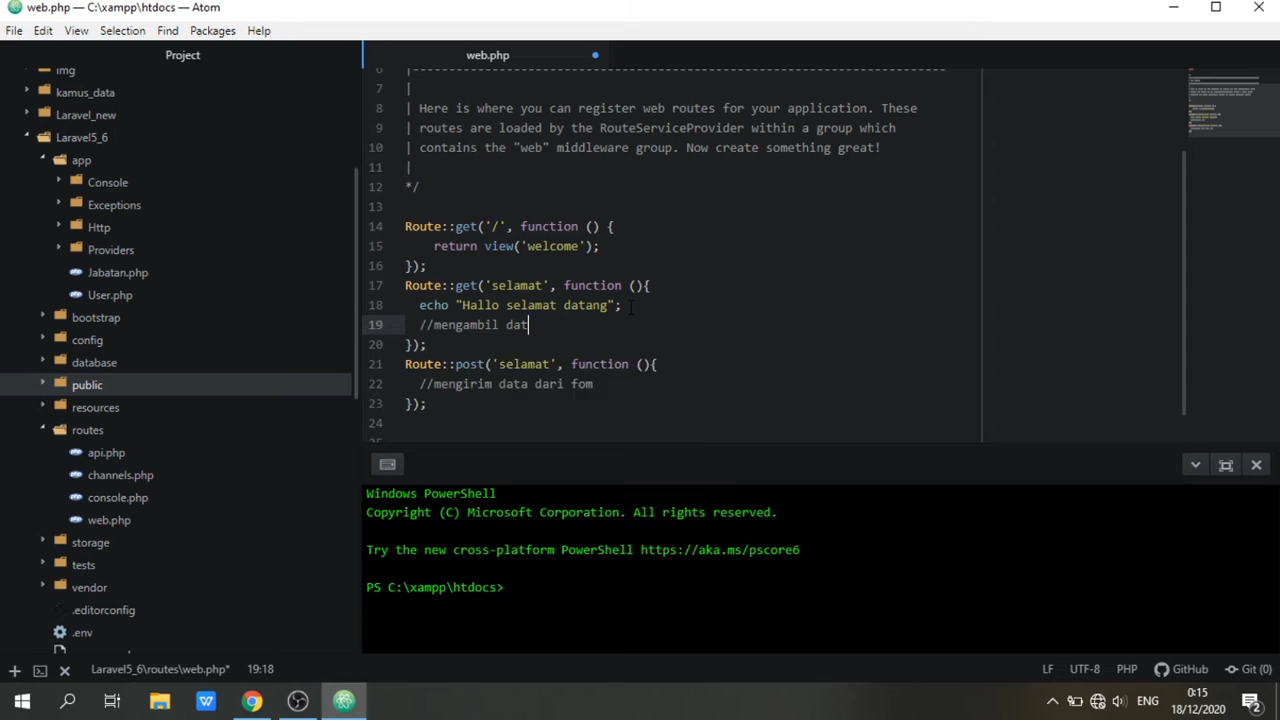 web.php — C:\xampp\htdocs — Atom
File Edit View Selection Find Packages Help
Project
img
kamus_data
Laravel_new
Laravel5_6
app
Console
Exceptions
Http
Providers
Jabatan.php
User.php
bootstrap
config
database
public
resources
routes
api.php
channels.php
console.php
web.php
storage
tests
vendor
.editorconfig
.env
web.php
6 |--------------------------------------------------------------------------
7 |
8 | Here is where you can register web routes for your application. These
9 | routes are loaded by the RouteServiceProvider within a group which
10 | contains the "web" middleware group. Now create something great!
11 |
12 */
13
14 Route::get('/', function () {
15 return view('welcome');
16 });
17 Route::get('selamat', function (){
18 echo "Hallo selamat datang";
19 //mengambil dat
20 });
21 Route::post('selamat', function (){
22 //mengirim data dari fom
23 });
24
25
Windows PowerShell
Copyright (C) Microsoft Corporation. All rights reserved.
Try the new cross-platform PowerShell https://aka.ms/pscore6
PS C:\xampp\htdocs>
Laravel5_6\routes\web.php* 19:18 LF UTF-8 PHP GitHub Git (0)
ENG 0:15
18/12/2020 2